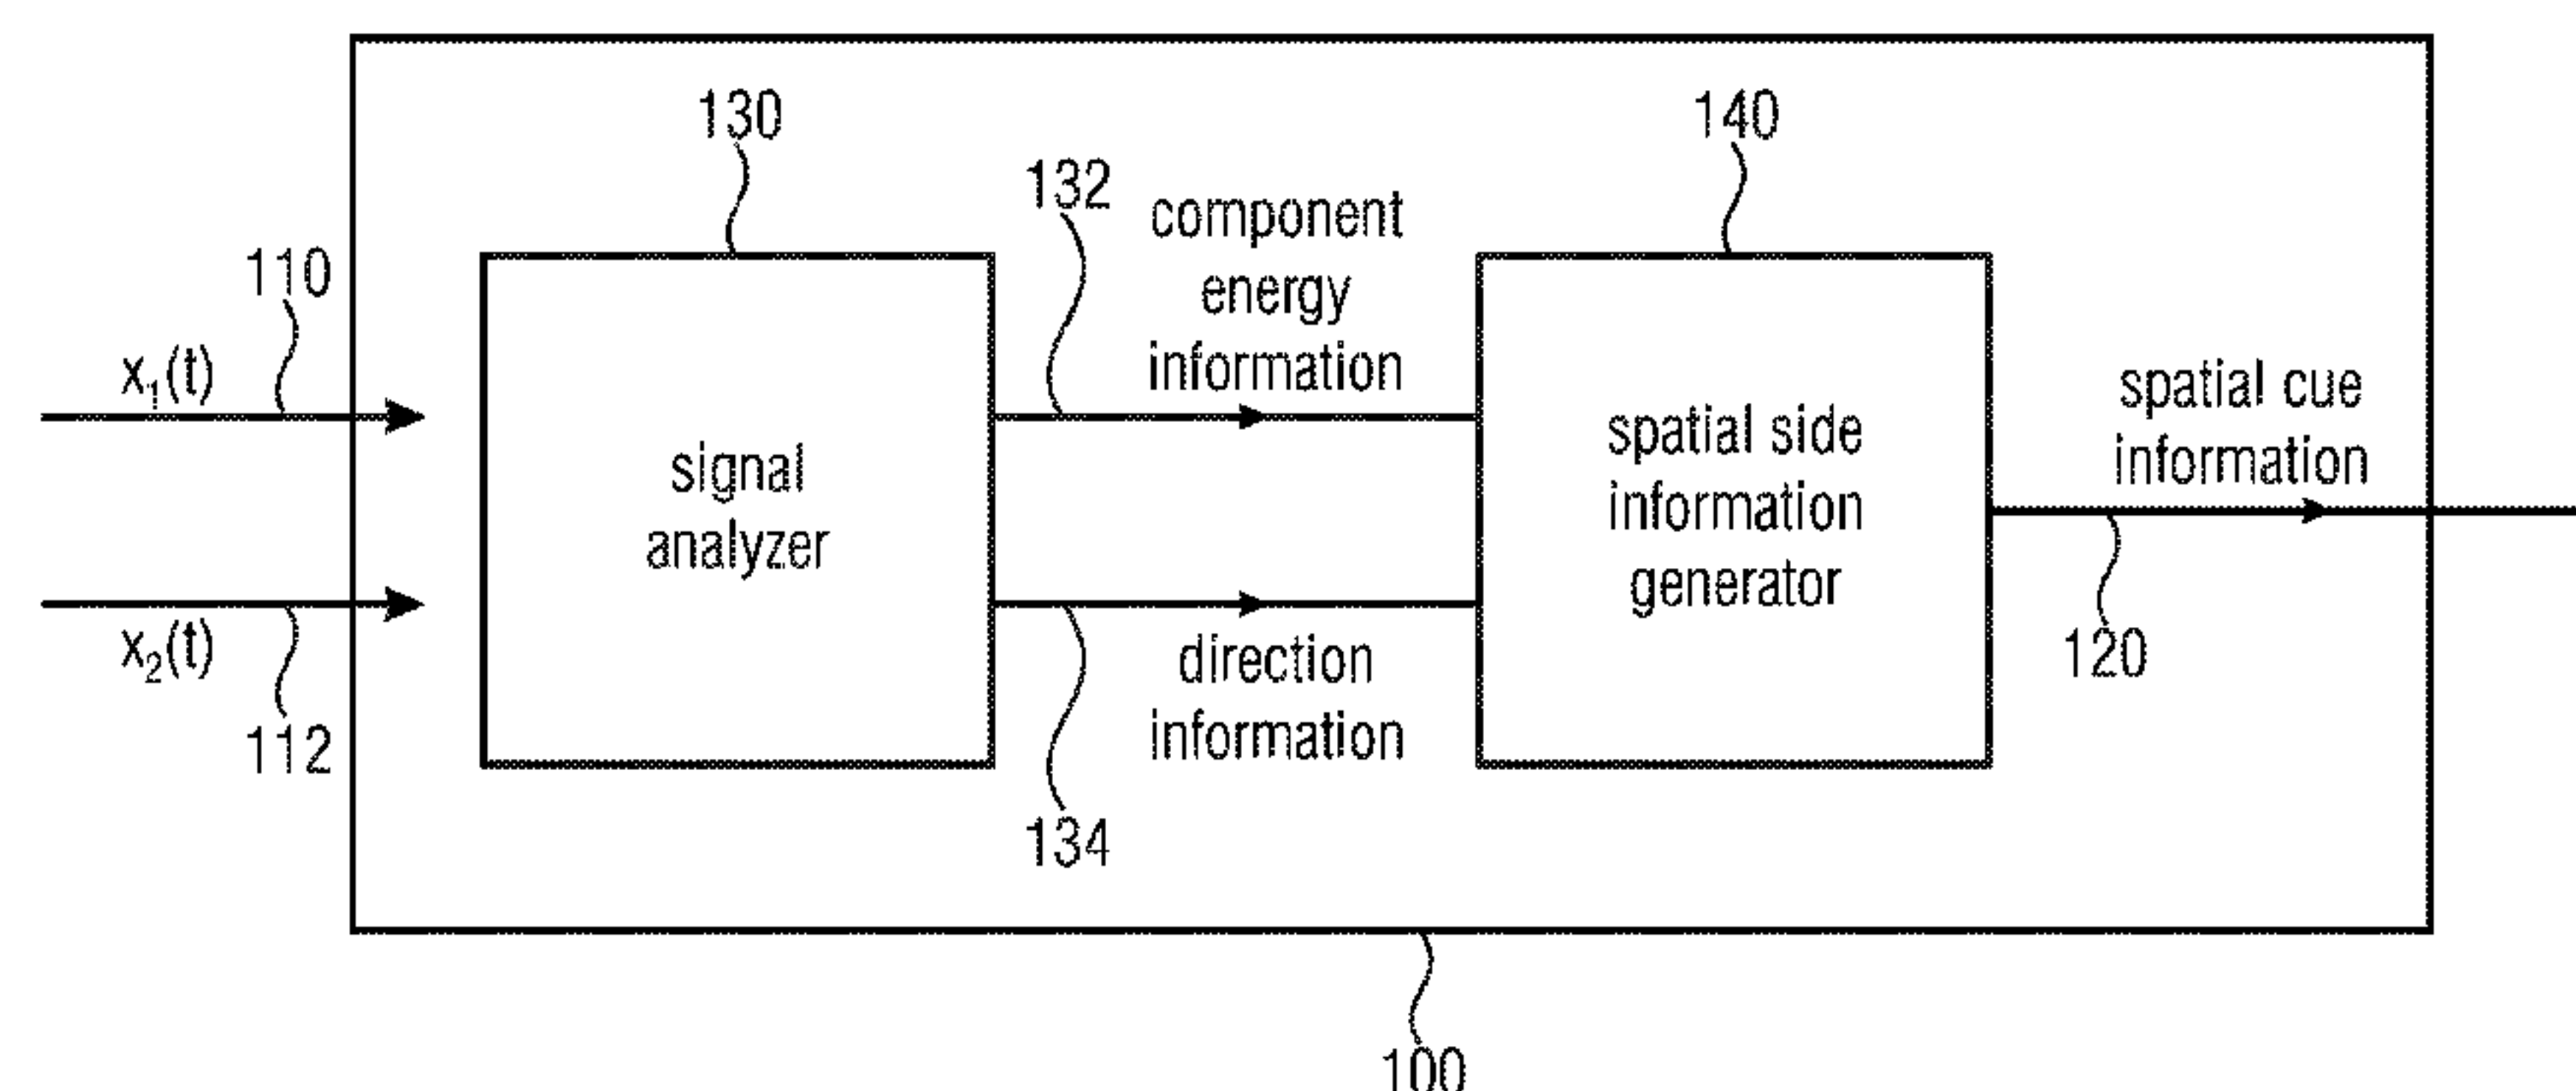 130
140
132
component
energy
information
110
x₁(t)
signal
analyzer
spatial side
information
generator
spatial cue
information
x₂(t)
112
direction
information
134
120
100